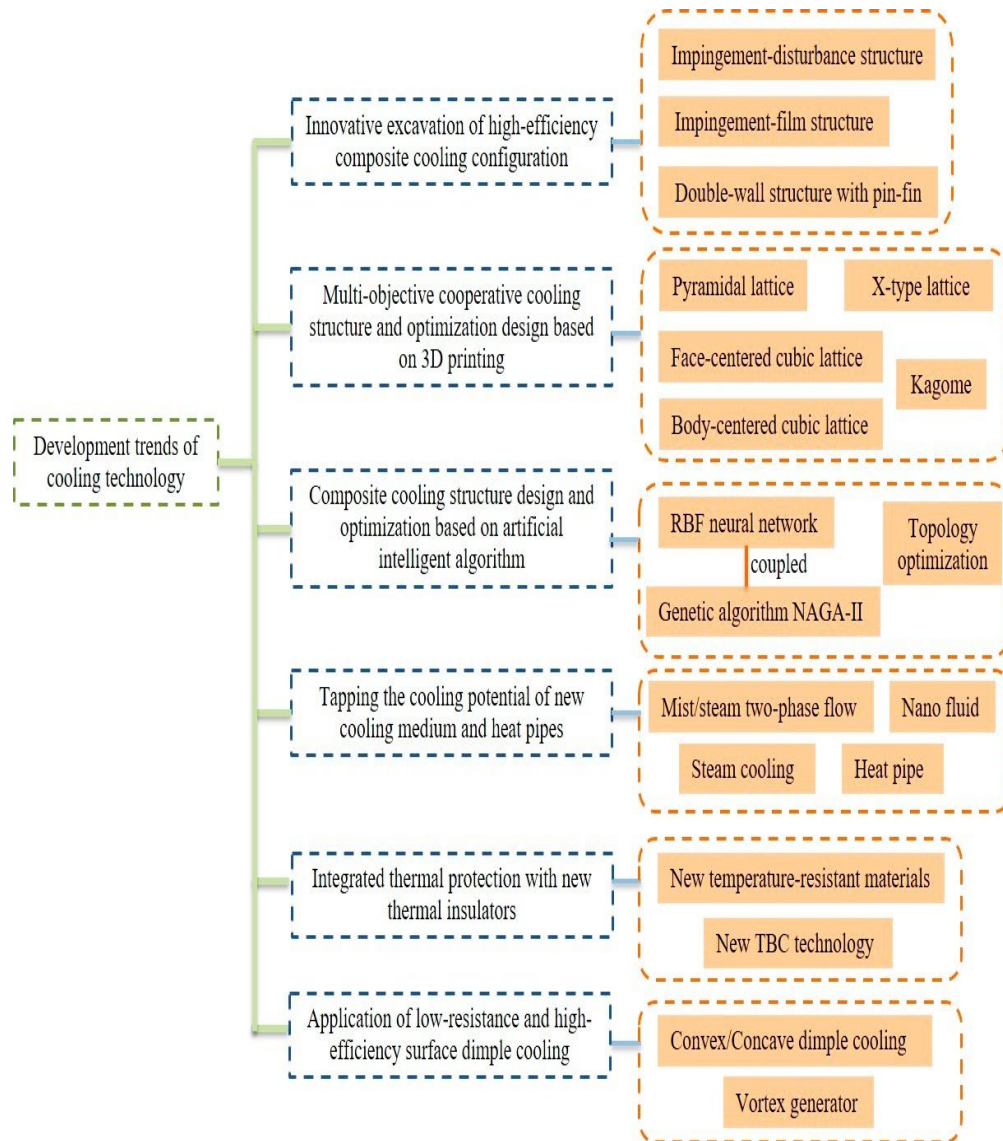 Development trends of
cooling technology
Innovative excavation of high-efficiency
composite cooling configuration
Impingement-disturbance structure
Impingement-film structure
Double-wall structure with pin-fin
Multi-objective cooperative cooling
structure and optimization design based
on 3D printing
Pyramidal lattice
X-type lattice
Face-centered cubic lattice
Kagome
Body-centered cubic lattice
Composite cooling structure design and
optimization based on artificial
intelligent algorithm
RBF neural network
coupled
Genetic algorithm NAGA-II
Topology
optimization
Tapping the cooling potential of new
cooling medium and heat pipes
Mist/steam two-phase flow
Nano fluid
Steam cooling
Heat pipe
Integrated thermal protection with new
thermal insulators
New temperature-resistant materials
New TBC technology
Application of low-resistance and high-
efficiency surface dimple cooling
Convex/Concave dimple cooling
Vortex generator